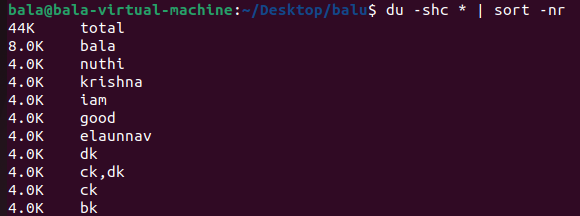 bala@bala-virtual-machine:~/Desktop/balu$ du -shc * | sort -nr
44K     total
8.0K    bala
4.0K    nuthi
4.0K    krishna
4.0K    iam
4.0K    good
4.0K    elaunnav
4.0K    dk
4.0K    ck,dk
4.0K    ck
4.0K    bk